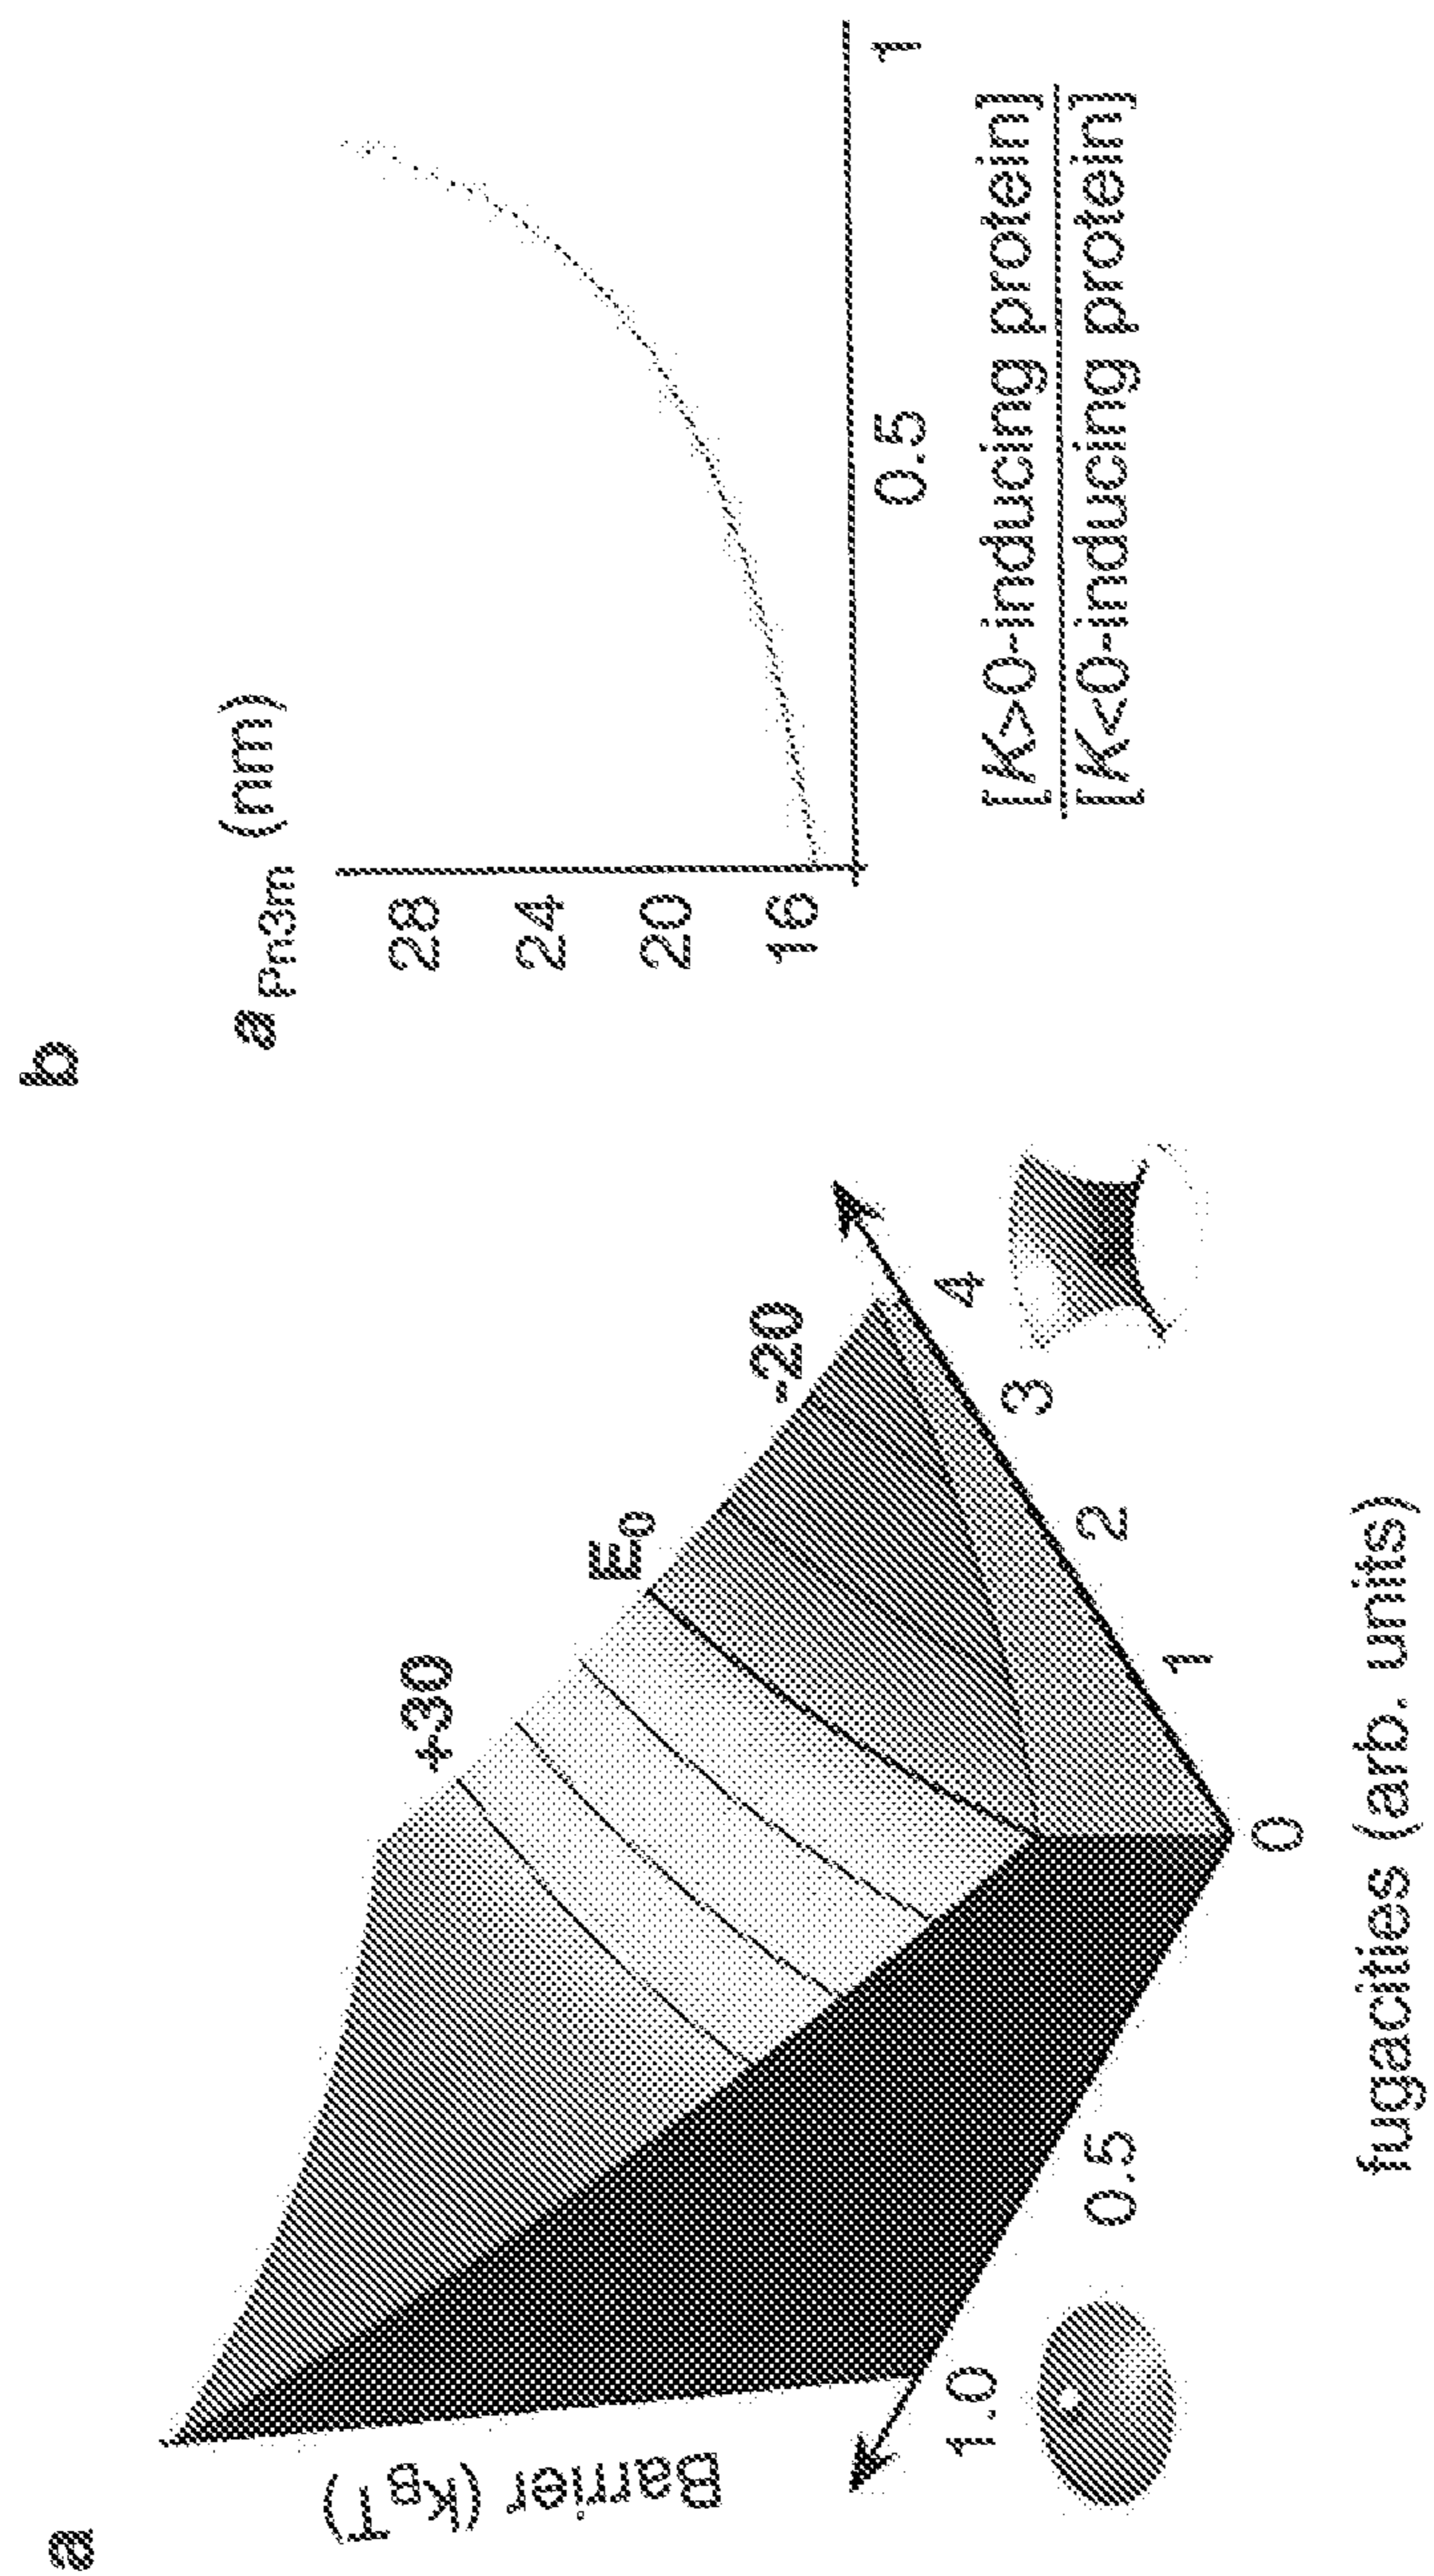 a
Barrier (kBT)
+30
E0
-20
1.0
0.5
0
1
2
3
4
fugacities (arb. units)
b
aPn3m (nm)
28
24
20
16
0.5
1
[K>0-inducing protein]
[K<0-inducing protein]